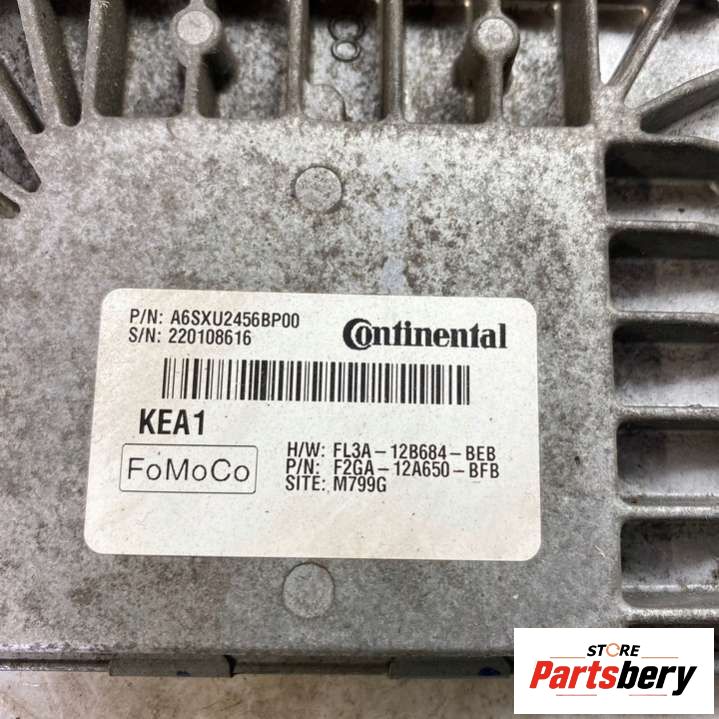 P/N: A6SXU2456BP00
S/N: 220108616
Continental
KEA1
FoMoCo
H/W: FL3A-12B684-BEB
P/N: F2GA-12A650-BFB
SITE: M799G
STORE
Partsbery